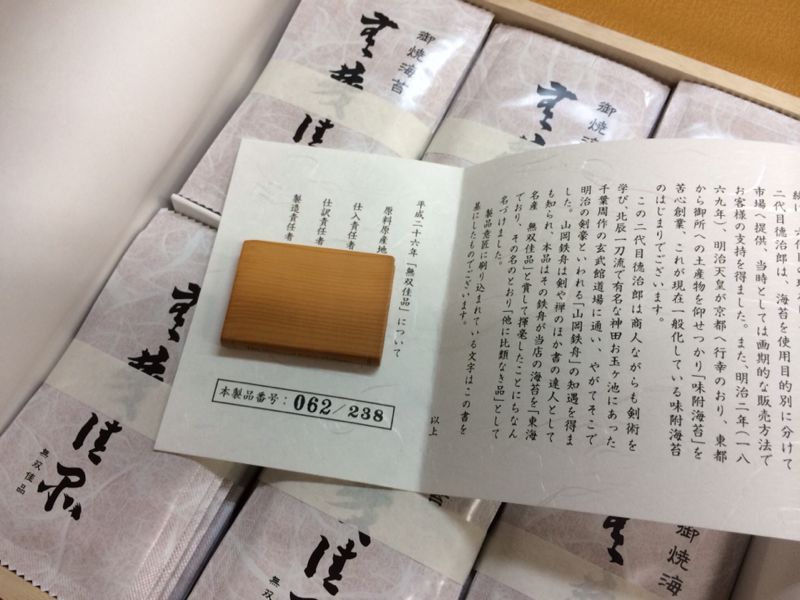 二代目徳治郎は、海苔を使用目的別に分けて
市場へ提供、当時としては画期的な販売方法で
お客様の支持を得ました。また、明治二年(一八
六九年)、明治天皇が京都へ行幸のおり、東都
から御所への土産物を仰せつかり「味附海苔」を
苦心創業、これが現在一般化している味附海苔
のはじまりでございます。
この二代目徳治郎は商人ながらも剣術を
学び、北辰一刀流で有名な神田お玉ヶ池にあった
千葉周作の玄武館道場に通い、やがてそこで
明治の剣豪といわれる「山岡鉄舟」の知遇を得ま
した。山岡鉄舟は剣や禅のほか書の達人として
も知られ、本品はその鉄舟が当店の海苔を「東海
名産 無双佳品」と賞して揮毫したことにちなん
でおり、その名のとおり「他に比類なき品」として
名づけました。
製品意匠に刷り込まれている文字はこの書を
基にしたものでございます。
以上
平成二十六年「無双佳品」について
原料原産地
仕入責任者
仕訳責任者
製造責任者
本製品番号:062/238
御焼海苔
御焼海
無双佳品
御焼海